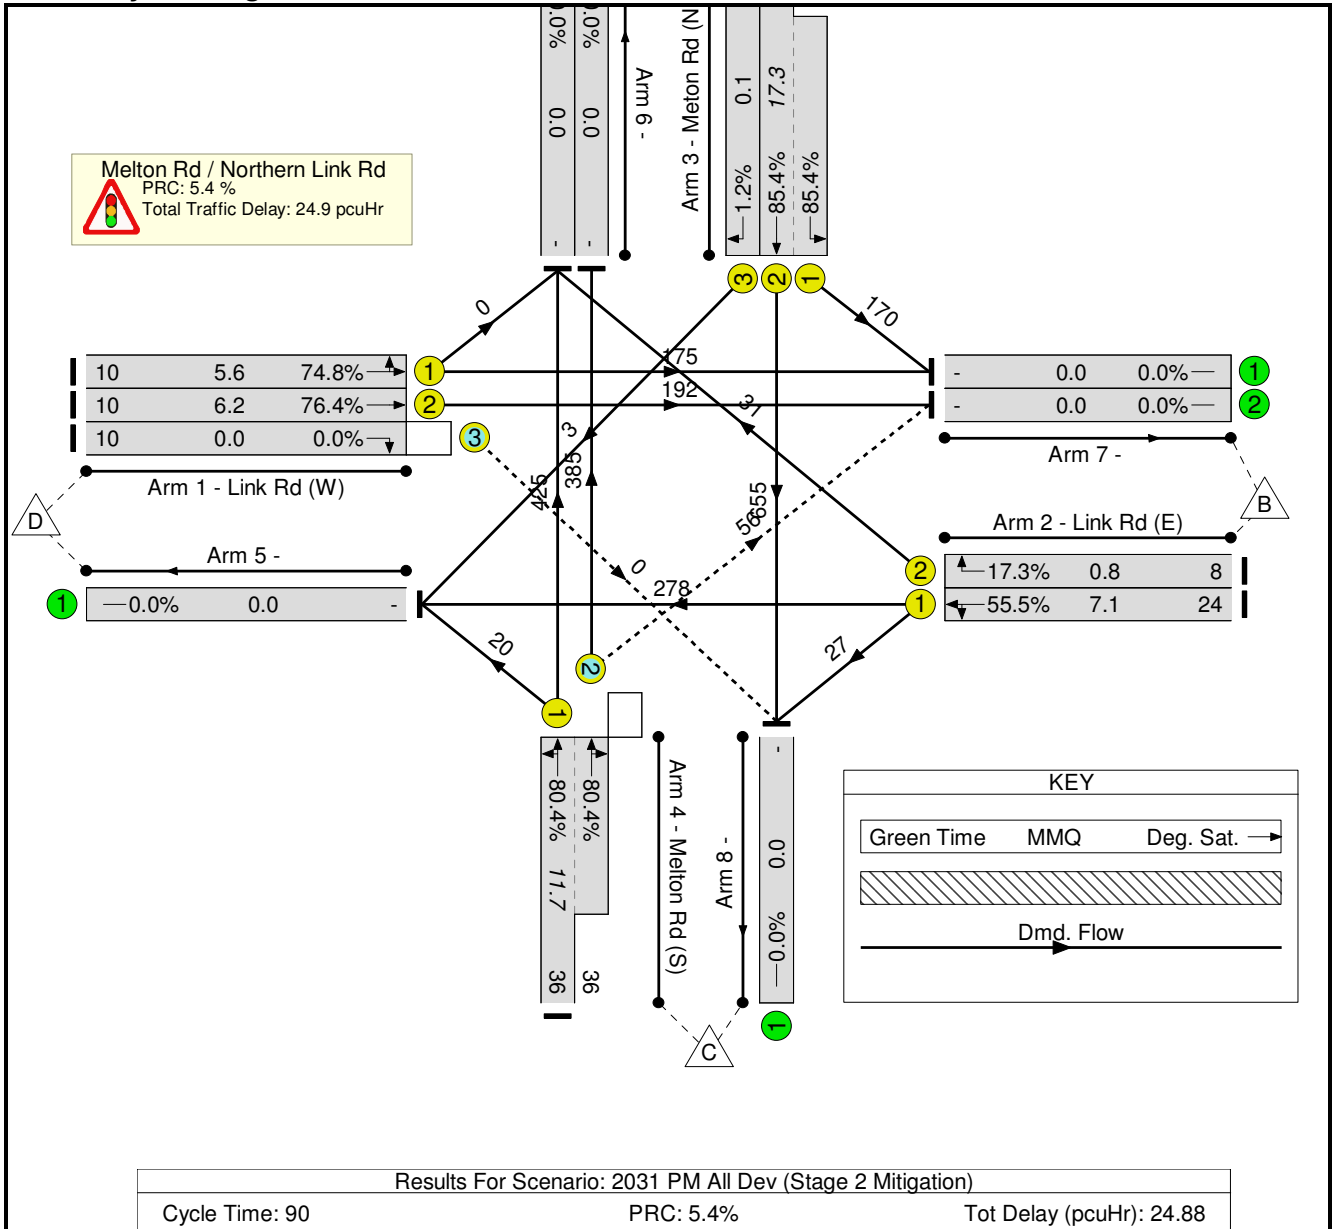 0.0%
0.0
-
0.0%
0.0
-
Arm 6 -
Arm 3 - Meton Rd (N
0.1
1.2%
17.3
85.4%
85.4%
Melton Rd / Northern Link Rd
PRC: 5.4 %
Total Traffic Delay: 24.9 pcuHr
3
2
1
0
170
10 5.6 74.8%
1
175
- 0.0 0.0%
1
10 6.2 76.4%
2
192
- 0.0 0.0%
2
10 0.0 0.0%
3
3
31
Arm 7 -
Arm 1 - Link Rd (W)
425
385
655
56
D
B
Arm 2 - Link Rd (E)
Arm 5 -
0
2
17.3% 0.8 8
1
0.0% 0.0 -
278
1
55.5% 7.1 24
20
27
2
1
80.4% 11.7 36
80.4% 36
Arm 4 - Melton Rd (S)
Arm 8 -
- 0.0 0.0%
1
C
KEY
Green Time MMQ Deg. Sat.
Dmd. Flow
Results For Scenario: 2031 PM All Dev (Stage 2 Mitigation)
Cycle Time: 90 PRC: 5.4% Tot Delay (pcuHr): 24.88